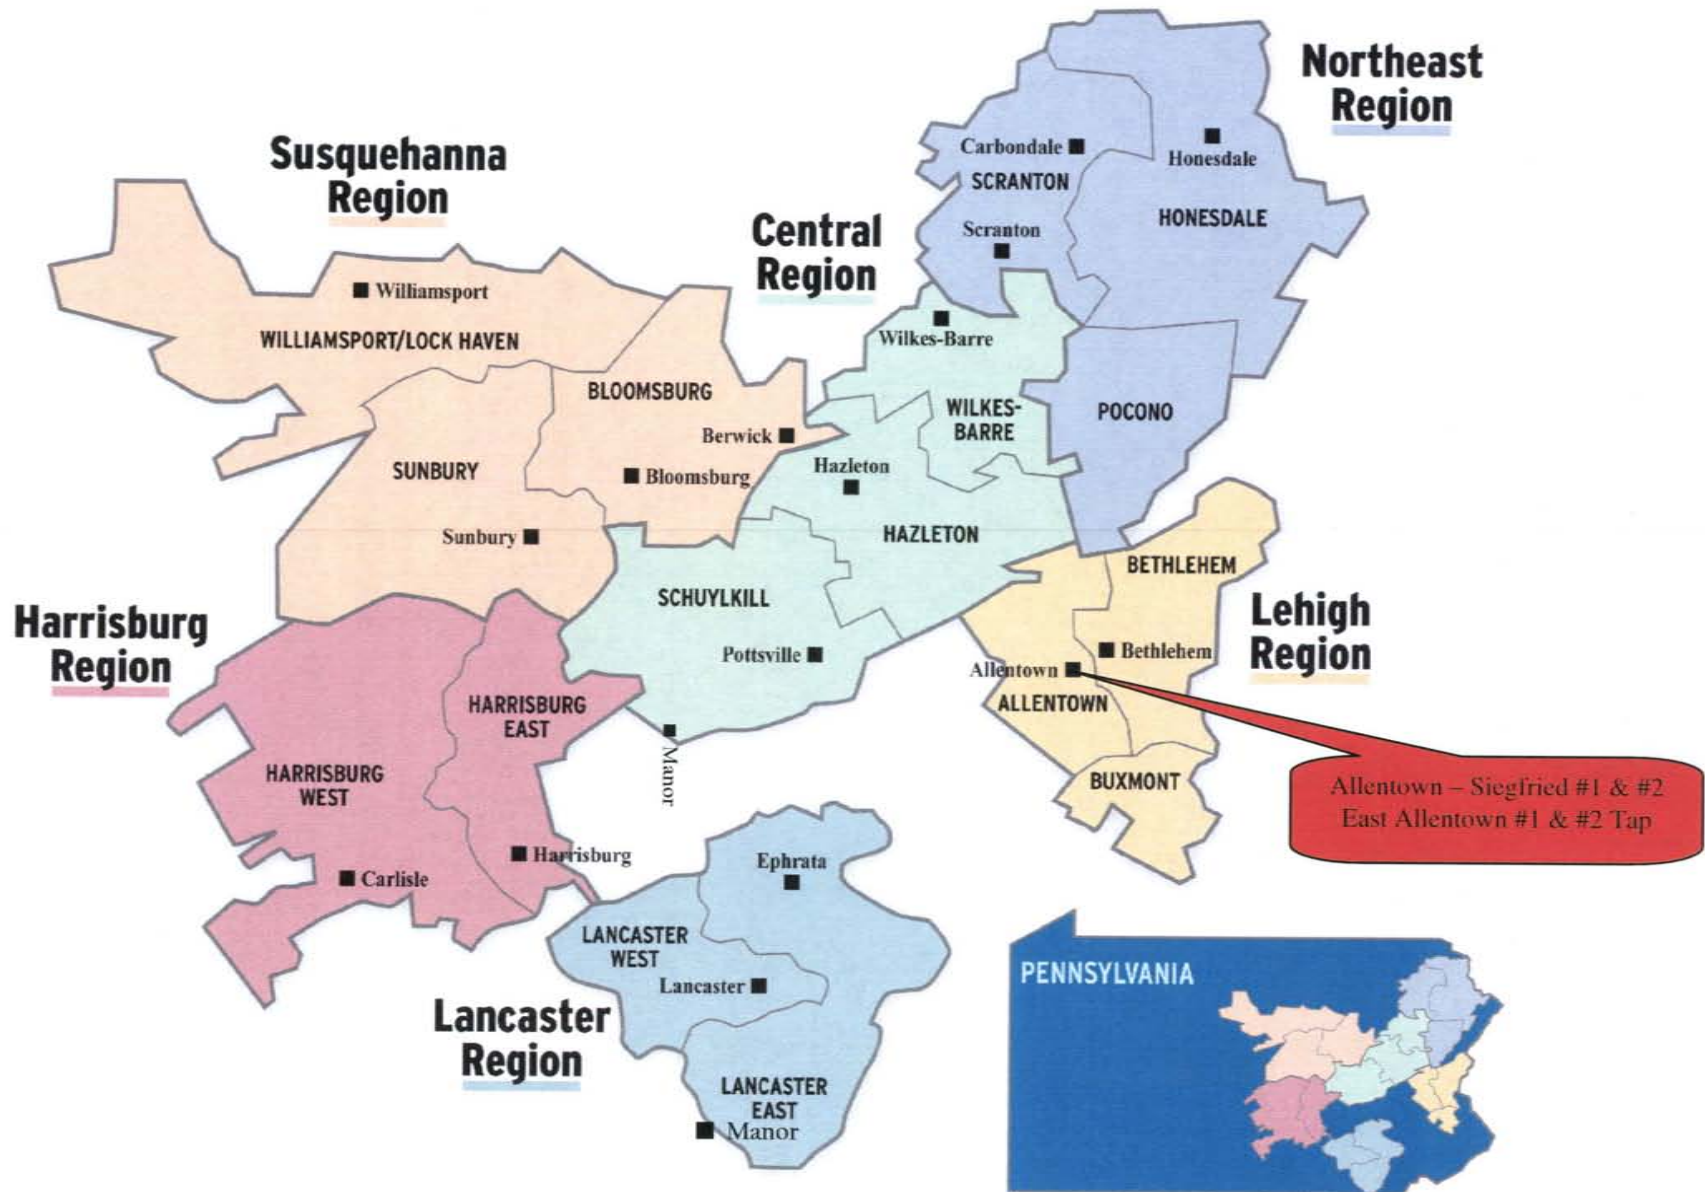 Northeast
Region
Carbondale
Honesdale
SCRANTON
HONESDALE
Scranton
Susquehanna
Region
Central
Region
Williamsport
WILLIAMSPORT/LOCK HAVEN
Wilkes-Barre
BLOOMSBURG
WILKES-
BARRE
POCONO
Berwick
SUNBURY
Bloomsburg
Hazleton
Sunbury
HAZLETON
BETHLEHEM
SCHUYLKILL
Lehigh
Region
Harrisburg
Region
Pottsville
Bethlehem
Allentown
ALLENTOWN
HARRISBURG
EAST
Manor
HARRISBURG
WEST
BUXMONT
Allentown – Siegfried #1 & #2
East Allentown #1 & #2 Tap
Harrisburg
Carlisle
Ephrata
LANCASTER
WEST
Lancaster
Lancaster
Region
LANCASTER
EAST
Manor
PENNSYLVANIA